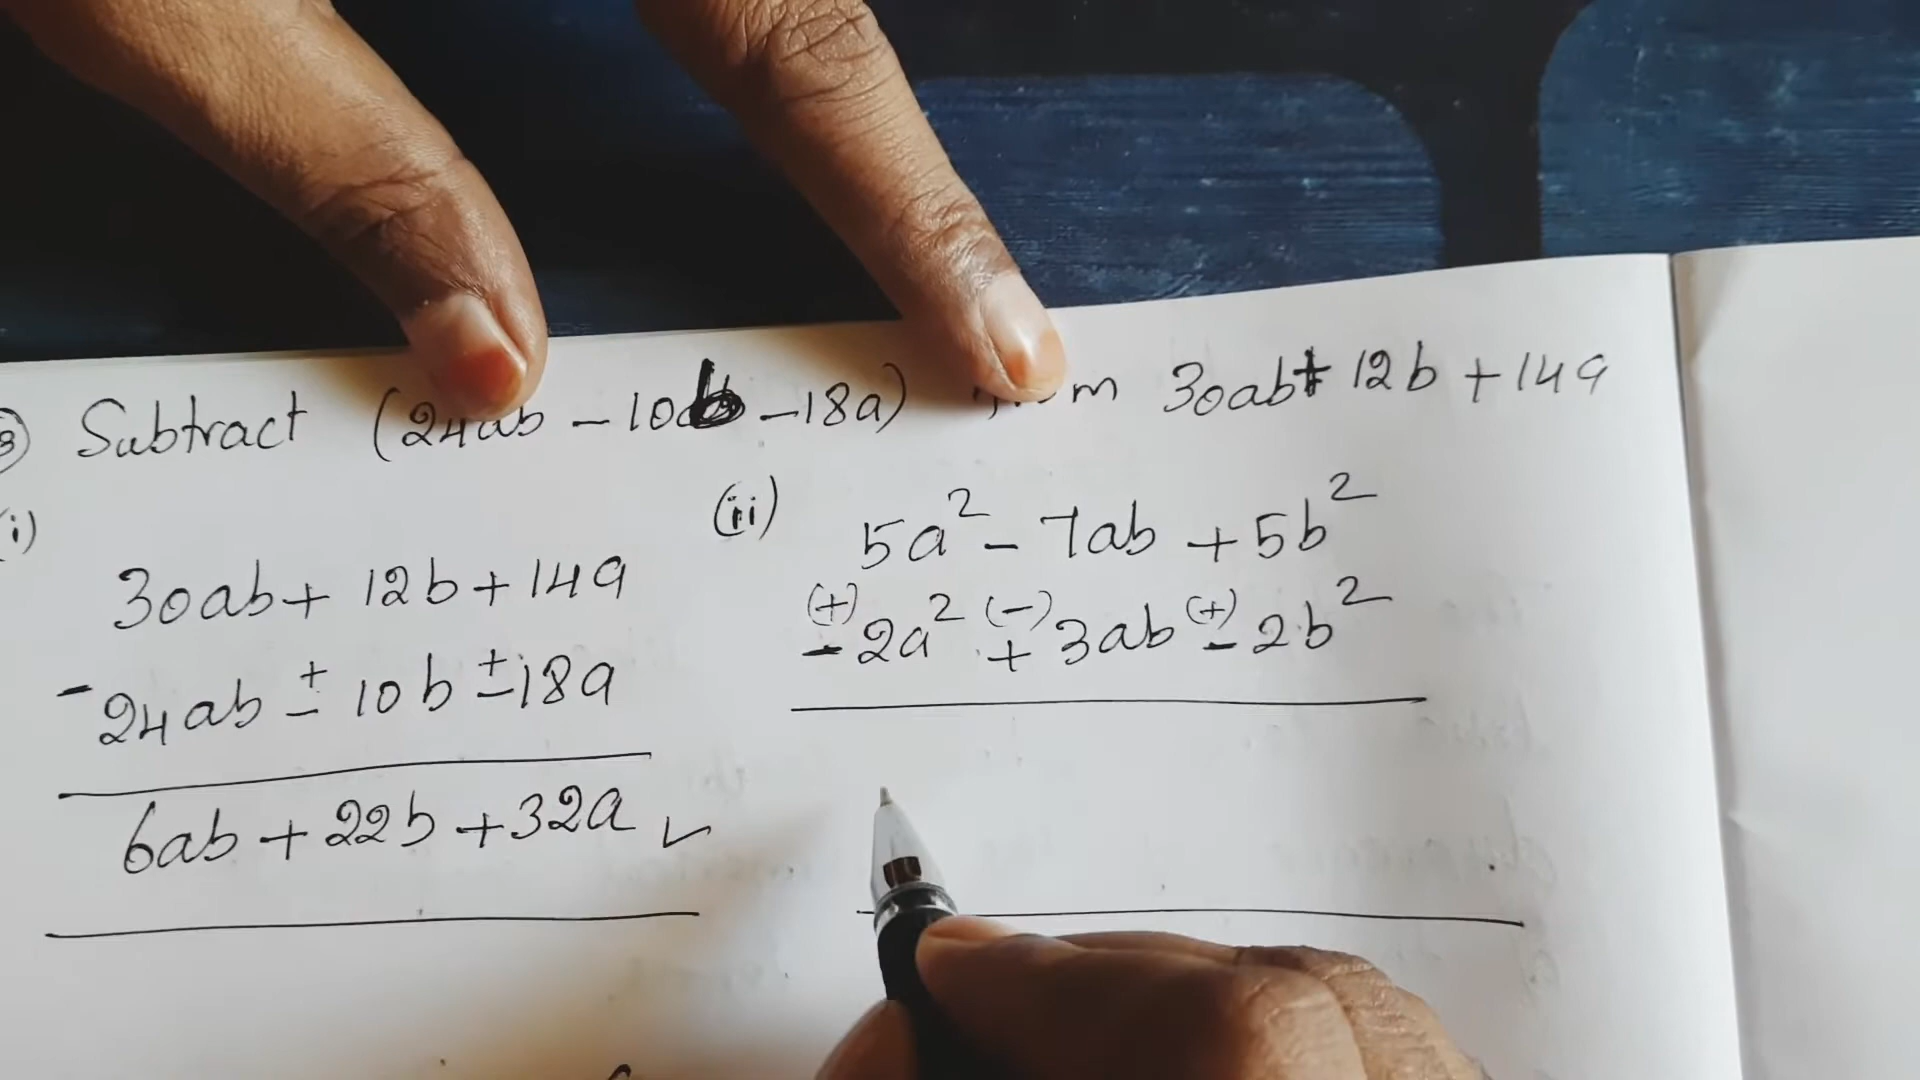 ③ Subtract (24ab - 10b - 18a) from 30ab + 12b + 14a
(i)
30ab + 12b + 14a
- 24ab ± 10b ± 18a
6ab + 22b + 32a ✓
(ii)
5a² - 7ab + 5b²
(+) (-) (+)
- 2a² + 3ab - 2b²